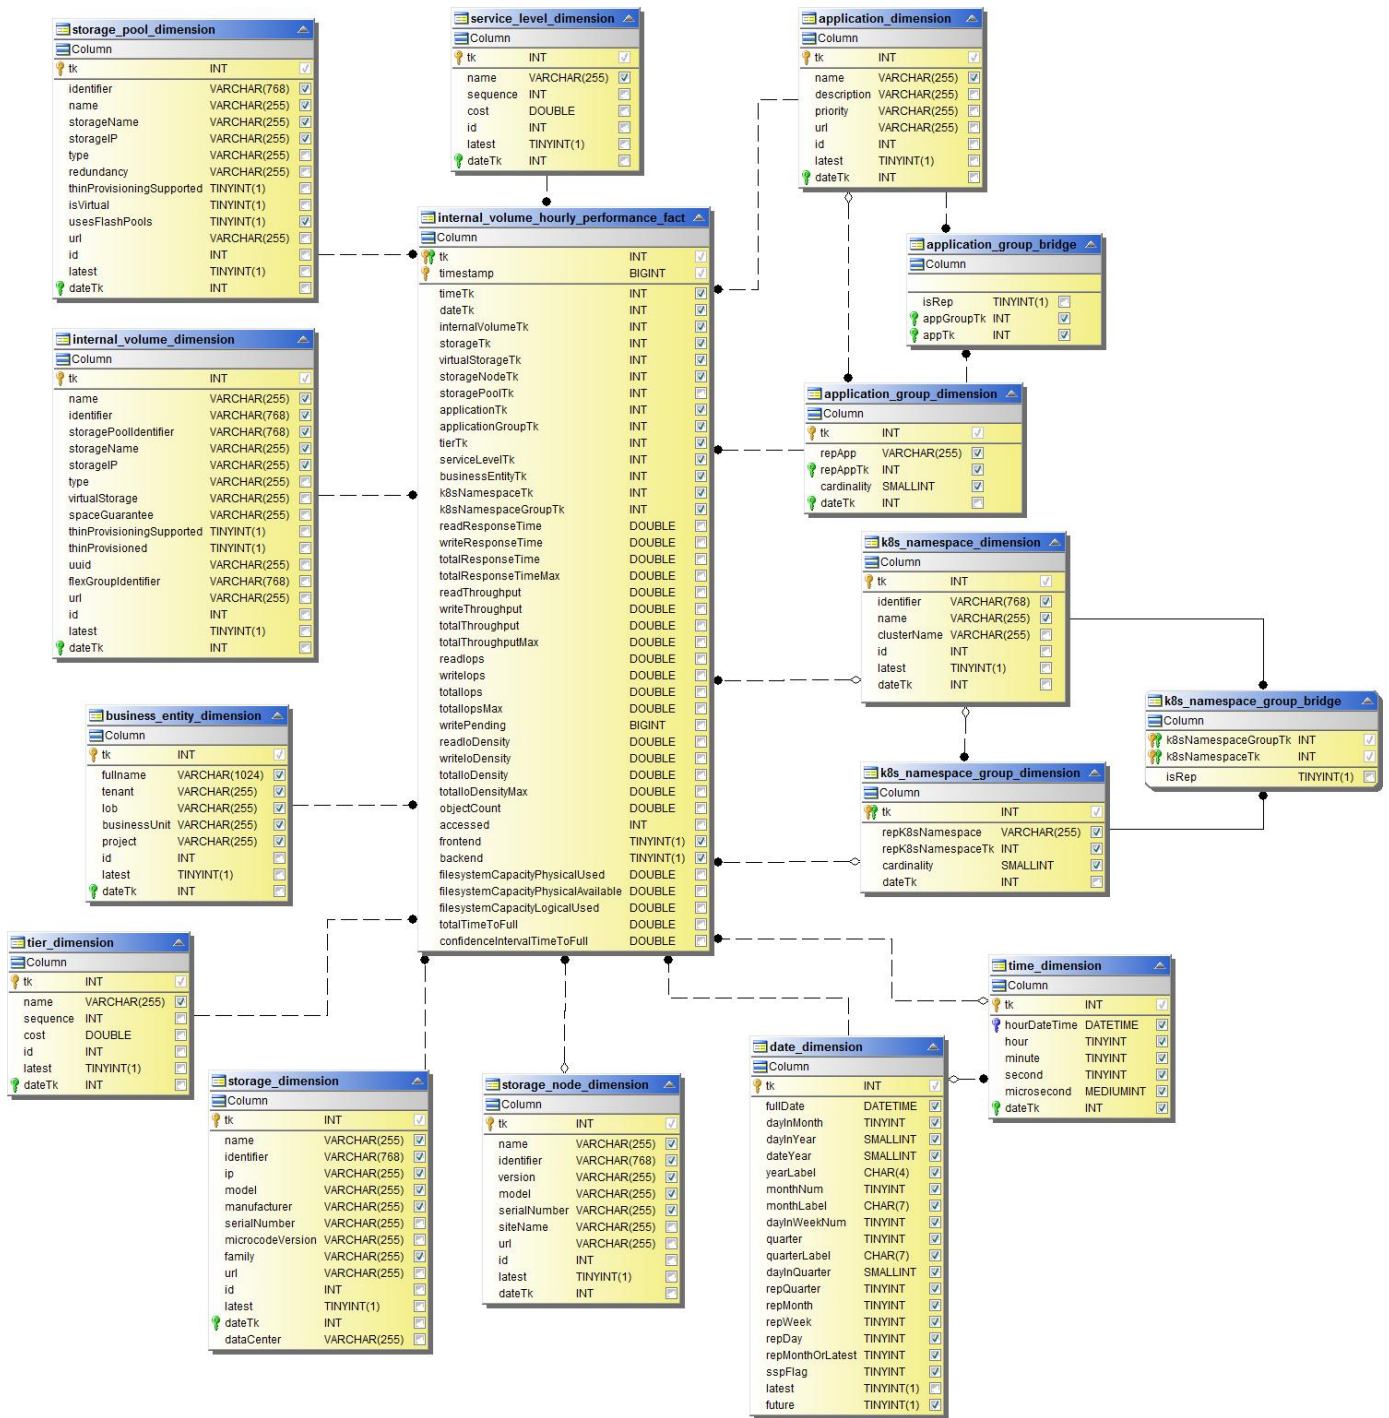 storage_pool_dimension
Column
tk INT
identifier VARCHAR(768)
name VARCHAR(255)
storageName VARCHAR(255)
storageIP VARCHAR(255)
type VARCHAR(255)
redundancy VARCHAR(255)
thinProvisioningSupported TINYINT(1)
isVirtual TINYINT(1)
usesFlashPools TINYINT(1)
url VARCHAR(255)
id INT
latest TINYINT(1)
dateTk INT
service_level_dimension
Column
tk INT
name VARCHAR(255)
sequence INT
cost DOUBLE
id INT
latest TINYINT(1)
dateTk INT
application_dimension
Column
tk INT
name VARCHAR(255)
description VARCHAR(255)
priority VARCHAR(255)
url VARCHAR(255)
id INT
latest TINYINT(1)
dateTk INT
internal_volume_hourly_performance_fact
Column
tk INT
timestamp BIGINT
timeTk INT
dateTk INT
internalVolumeTk INT
storageTk INT
virtualStorageTk INT
storageNodeTk INT
storagePoolTk INT
applicationTk INT
applicationGroupTk INT
tierTk INT
serviceLevelTk INT
businessEntityTk INT
k8sNamespaceTk INT
k8sNamespaceGroupTk INT
readResponseTime DOUBLE
writeResponseTime DOUBLE
totalResponseTime DOUBLE
totalResponseTimeMax DOUBLE
readThroughput DOUBLE
writeThroughput DOUBLE
totalThroughput DOUBLE
totalThroughputMax DOUBLE
readIops DOUBLE
writeIops DOUBLE
totalIops DOUBLE
totalIopsMax DOUBLE
writePending BIGINT
readIoDensity DOUBLE
writeIoDensity DOUBLE
totalIoDensity DOUBLE
totalIoDensityMax DOUBLE
objectCount DOUBLE
accessed INT
frontend TINYINT(1)
backend TINYINT(1)
filesystemCapacityPhysicalUsed DOUBLE
filesystemCapacityPhysicalAvailable DOUBLE
filesystemCapacityLogicalUsed DOUBLE
totalTimeToFull DOUBLE
confidenceIntervalTimeToFull DOUBLE
application_group_bridge
Column
isRep TINYINT(1)
appGroupTk INT
appTk INT
internal_volume_dimension
Column
tk INT
name VARCHAR(255)
identifier VARCHAR(768)
storagePoolIdentifier VARCHAR(768)
storageName VARCHAR(255)
storageIP VARCHAR(255)
type VARCHAR(255)
virtualStorage VARCHAR(255)
spaceGuarantee VARCHAR(255)
thinProvisioningSupported TINYINT(1)
thinProvisioned TINYINT(1)
uuid VARCHAR(255)
flexGroupIdentifier VARCHAR(768)
url VARCHAR(255)
id INT
latest TINYINT(1)
dateTk INT
application_group_dimension
Column
tk INT
repApp VARCHAR(255)
repAppTk INT
cardinality SMALLINT
dateTk INT
k8s_namespace_dimension
Column
tk INT
identifier VARCHAR(768)
name VARCHAR(255)
clusterName VARCHAR(255)
id INT
latest TINYINT(1)
dateTk INT
k8s_namespace_group_bridge
Column
k8sNamespaceGroupTk INT
k8sNamespaceTk INT
isRep TINYINT(1)
business_entity_dimension
Column
tk INT
fullname VARCHAR(1024)
tenant VARCHAR(255)
lob VARCHAR(255)
businessUnit VARCHAR(255)
project VARCHAR(255)
id INT
latest TINYINT(1)
dateTk INT
k8s_namespace_group_dimension
Column
tk INT
repK8sNamespace VARCHAR(255)
repK8sNamespaceTk INT
cardinality SMALLINT
dateTk INT
tier_dimension
Column
tk INT
name VARCHAR(255)
sequence INT
cost DOUBLE
id INT
latest TINYINT(1)
dateTk INT
time_dimension
Column
tk INT
hourDateTime DATETIME
hour TINYINT
minute TINYINT
second TINYINT
microsecond MEDIUMINT
dateTk INT
storage_dimension
Column
tk INT
name VARCHAR(255)
identifier VARCHAR(768)
ip VARCHAR(255)
model VARCHAR(255)
manufacturer VARCHAR(255)
serialNumber VARCHAR(255)
microcodeVersion VARCHAR(255)
family VARCHAR(255)
url VARCHAR(255)
id INT
latest TINYINT(1)
dateTk INT
dataCenter VARCHAR(255)
storage_node_dimension
Column
tk INT
name VARCHAR(255)
identifier VARCHAR(768)
version VARCHAR(255)
model VARCHAR(255)
serialNumber VARCHAR(255)
siteName VARCHAR(255)
url VARCHAR(255)
id INT
latest TINYINT(1)
dateTk INT
date_dimension
Column
tk INT
fullDate DATETIME
dayInMonth TINYINT
dayInYear SMALLINT
dateYear SMALLINT
yearLabel CHAR(4)
monthNum TINYINT
monthLabel CHAR(7)
dayInWeekNum TINYINT
quarter TINYINT
quarterLabel CHAR(7)
dayInQuarter SMALLINT
repQuarter TINYINT
repMonth TINYINT
repWeek TINYINT
repDay TINYINT
repMonthOrLatest TINYINT
sspFlag TINYINT
latest TINYINT(1)
future TINYINT(1)